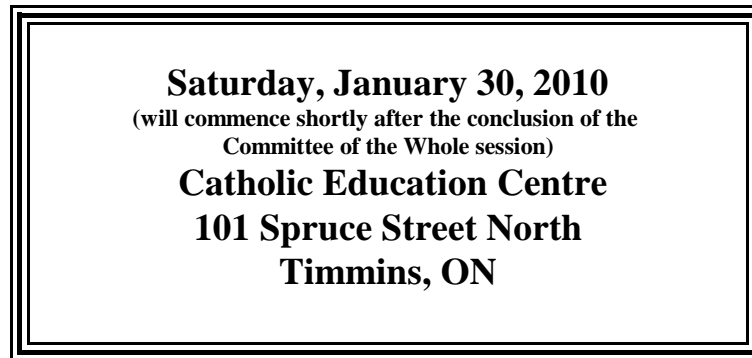 Saturday, January 30, 2010
(will commence shortly after the conclusion of the
Committee of the Whole session)
Catholic Education Centre
101 Spruce Street North
Timmins, ON